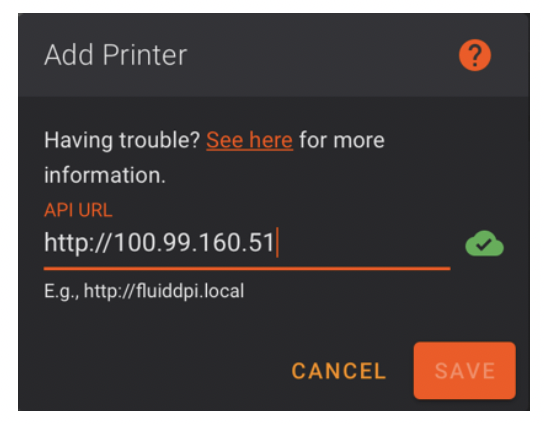 Add Printer
?
Having trouble? See here for more
information.
API URL
http://100.99.160.51
E.g., http://fluiddpi.local
CANCEL
SAVE